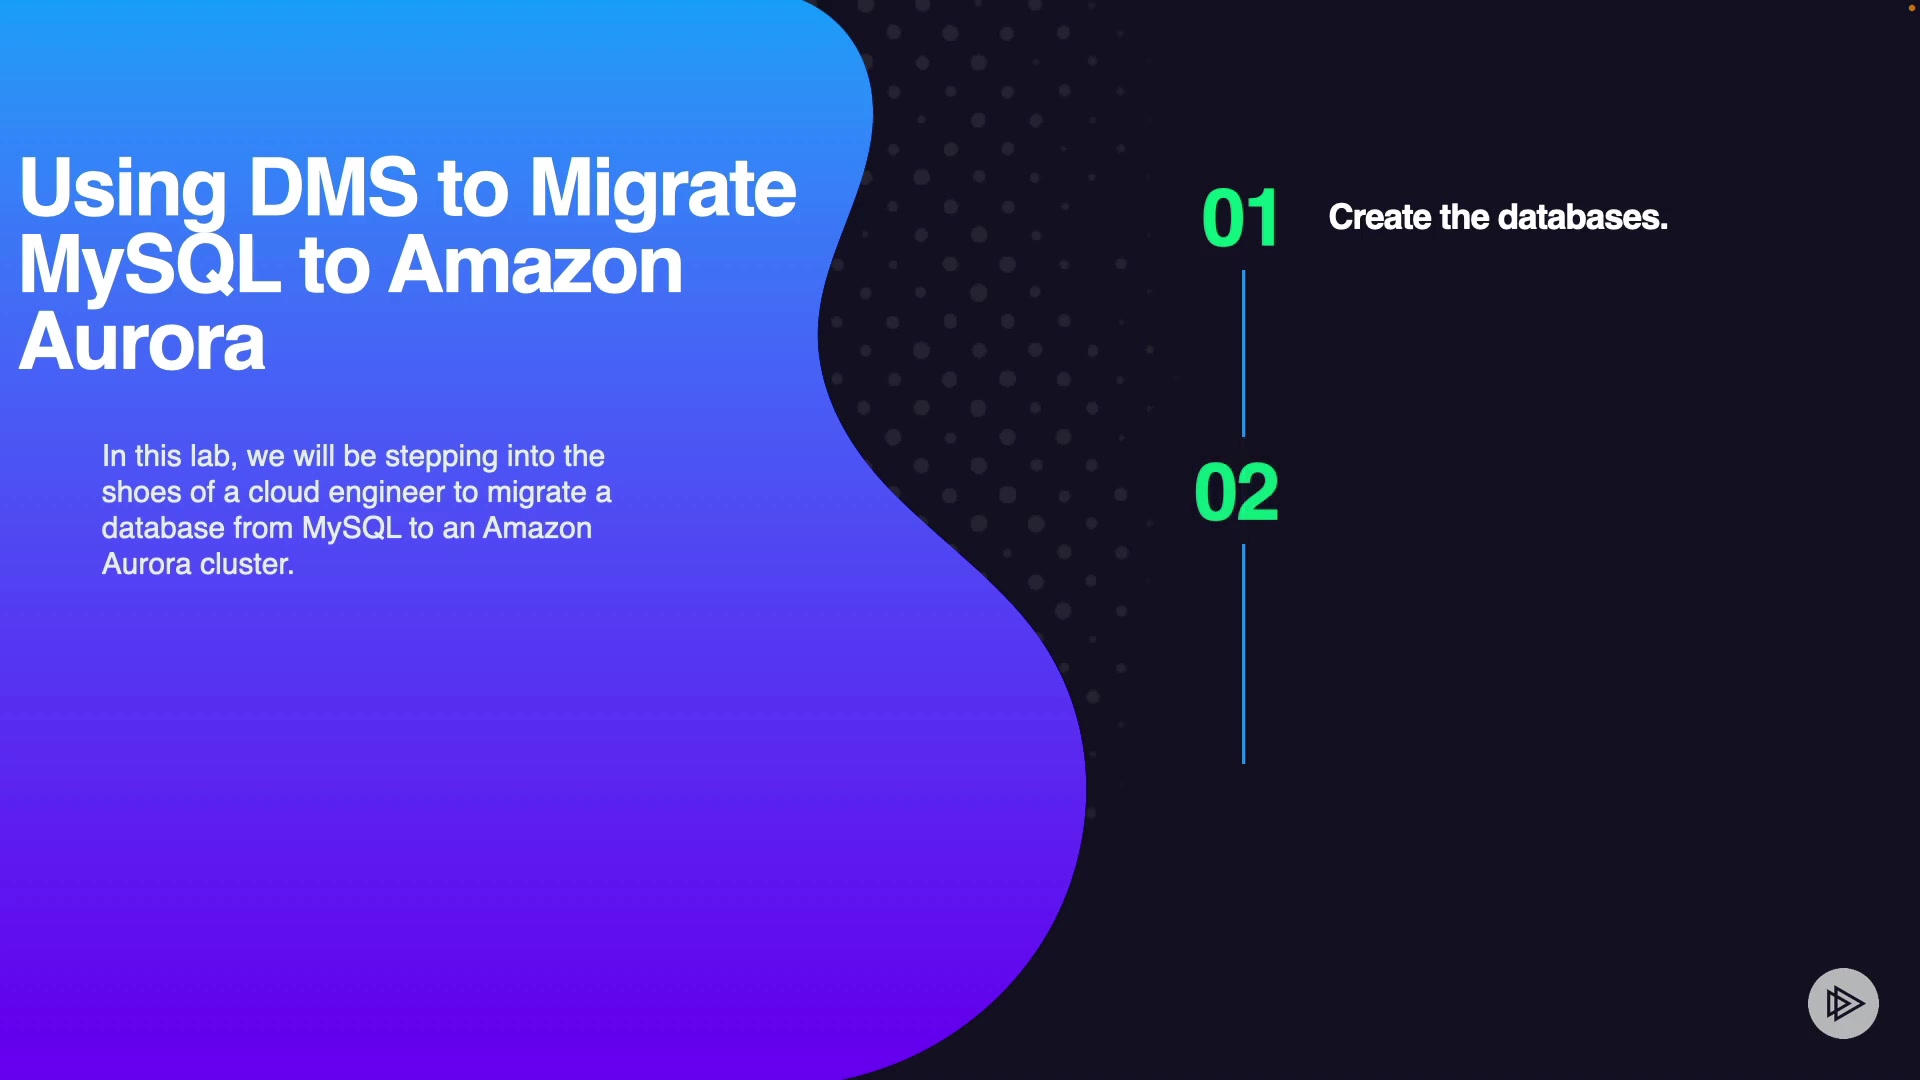 Using DMS to Migrate
MySQL to Amazon
Aurora
In this lab, we will be stepping into the
shoes of a cloud engineer to migrate a
database from MySQL to an Amazon
Aurora cluster.
01 Create the databases.
02